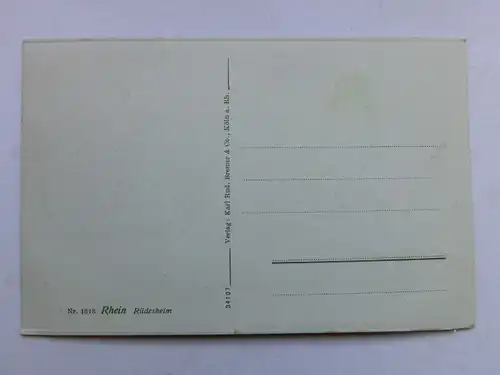 Nr. 1818 Rhein Rüdesheim
34107 Verlag: Karl Rud. Bremer & Co., Köln a. Rh.